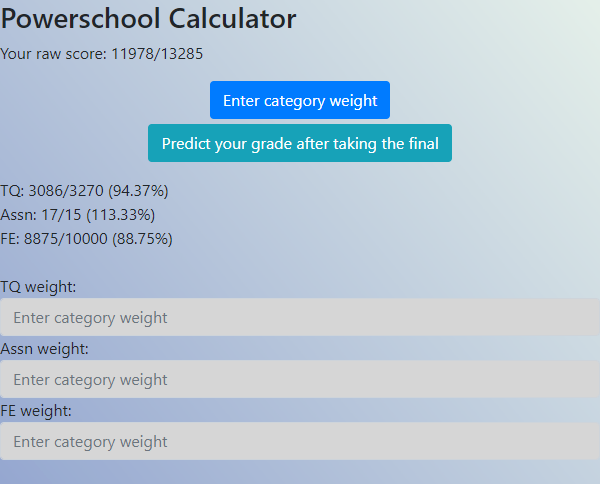 Powerschool Calculator
Your raw score: 11978/13285
Enter category weight
Predict your grade after taking the final
TQ: 3086/3270 (94.37%)
Assn: 17/15 (113.33%)
FE: 8875/10000 (88.75%)
TQ weight:
Enter category weight
Assn weight:
Enter category weight
FE weight:
Enter category weight